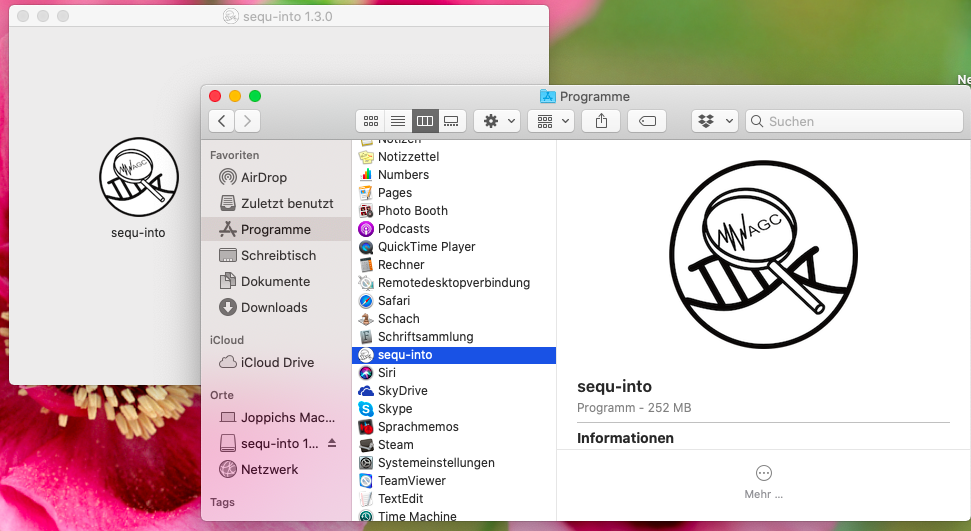 sequ-into 1.3.0
Ne
sequ-into
Programme
Suchen
Favoriten
AirDrop
Zuletzt benutzt
Programme
Schreibtisch
Dokumente
Downloads
iCloud
iCloud Drive
Orte
Joppichs Mac...
sequ-into 1...
Netzwerk
Tags
Notizen
Notizzettel
Numbers
Pages
Photo Booth
Podcasts
QuickTime Player
Rechner
Remotedesktopverbindung
Safari
Schach
Schriftsammlung
sequ-into
Siri
SkyDrive
Skype
Sprachmemos
Steam
Systemeinstellungen
TeamViewer
TextEdit
Time Machine
AGC
AGC
sequ-into
Programm - 252 MB
Informationen
Mehr ...